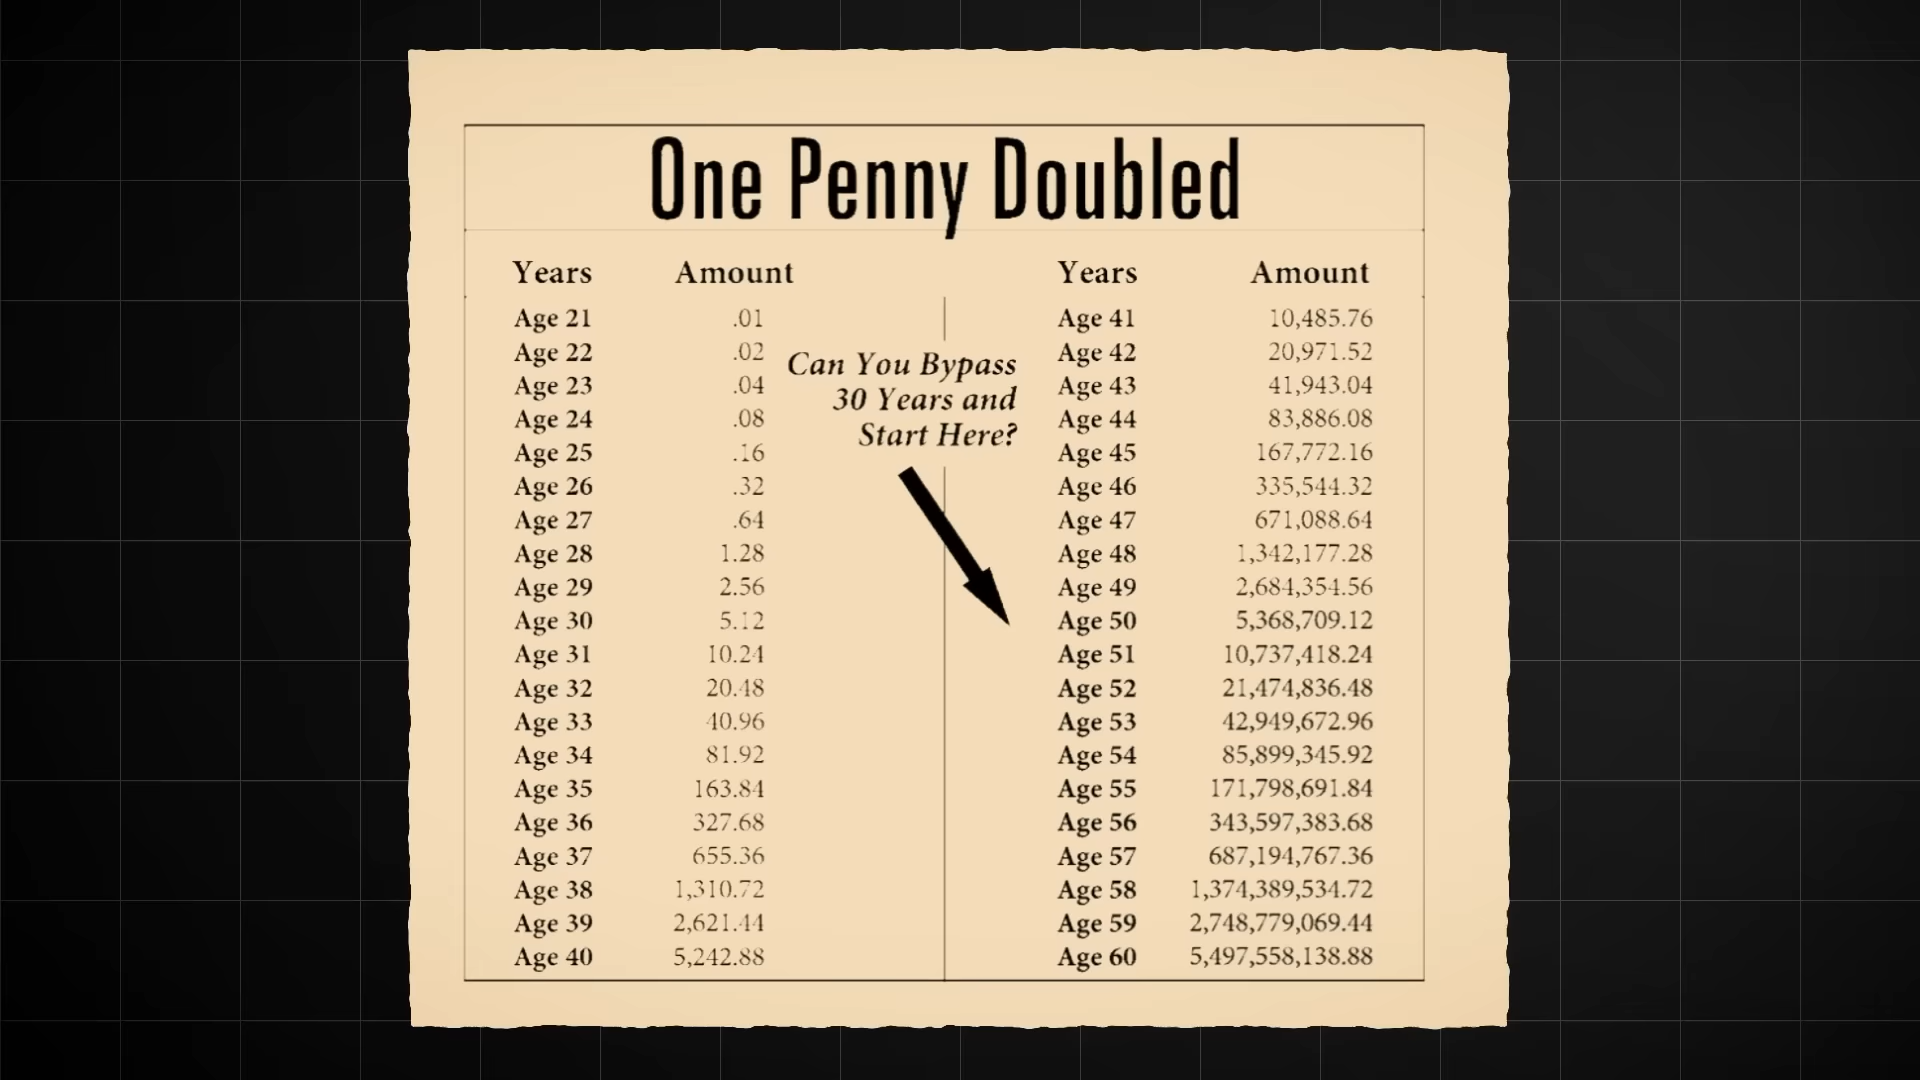 One Penny Doubled
Years Amount Years Amount
Age 21 .01 Age 41 10,485.76
Age 22 .02 Age 42 20,971.52
Age 23 .04 Age 43 41,943.04
Age 24 .08 Age 44 83,886.08
Age 25 .16 Age 45 167,772.16
Age 26 .32 Age 46 335,544.32
Age 27 .64 Age 47 671,088.64
Age 28 1.28 Age 48 1,342,177.28
Age 29 2.56 Age 49 2,684,354.56
Age 30 5.12 Age 50 5,368,709.12
Age 31 10.24 Age 51 10,737,418.24
Age 32 20.48 Age 52 21,474,836.48
Age 33 40.96 Age 53 42,949,672.96
Age 34 81.92 Age 54 85,899,345.92
Age 35 163.84 Age 55 171,798,691.84
Age 36 327.68 Age 56 343,597,383.68
Age 37 655.36 Age 57 687,194,767.36
Age 38 1,310.72 Age 58 1,374,389,534.72
Age 39 2,621.44 Age 59 2,748,779,069.44
Age 40 5,242.88 Age 60 5,497,558,138.88
Can You Bypass
30 Years and
Start Here?